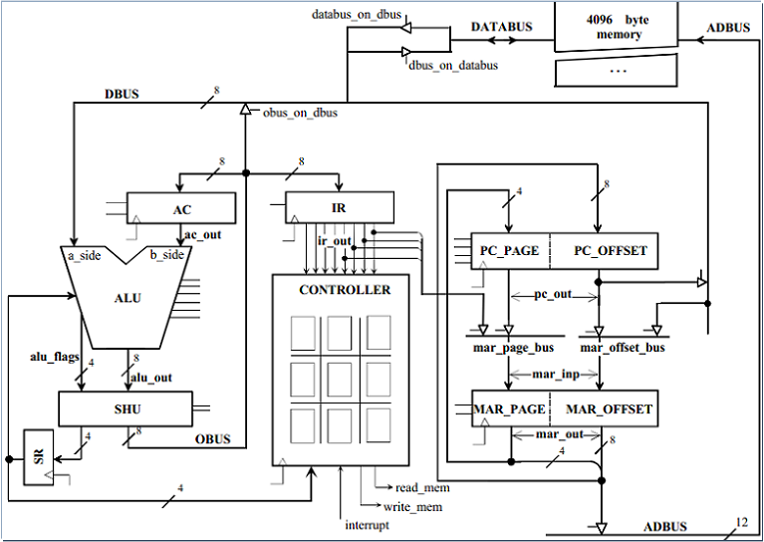 databus_on_dbus
DATABUS
4096 byte
memory
ADBUS
dbus_on_databus
...
DBUS
8
obus_on_dbus
8
8
4
8
AC
IR
ac_out
ir_out
PC_PAGE
PC_OFFSET
a_side
b_side
ALU
CONTROLLER
pc_out
alu_flags
4
8
alu_out
mar_page_bus
mar_offset_bus
mar_inp
SHU
MAR_PAGE
MAR_OFFSET
4
8
OBUS
mar_out
SR
4
8
4
read_mem
write_mem
interrupt
ADBUS
12